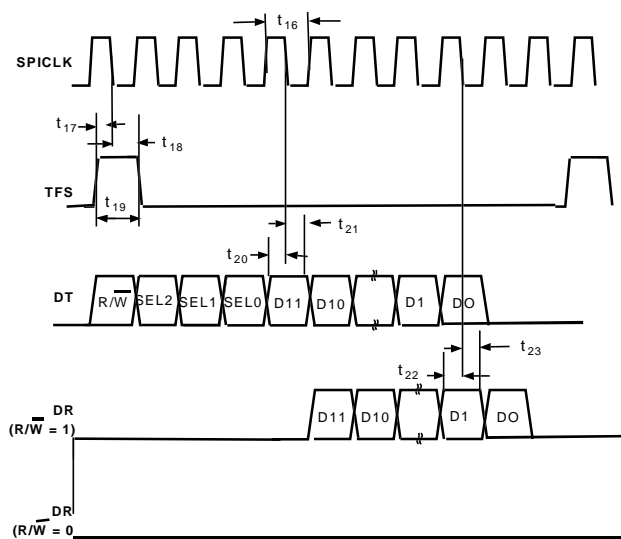 t16
SPICLK
t17
t18
TFS
t19
t21
t20
DT
R/W SEL2 SEL1 SEL0 D11 D10 D1 DO
t22
t23
DR
(R/W = 1)
D11 D10 D1 DO
DR
(R/W = 0